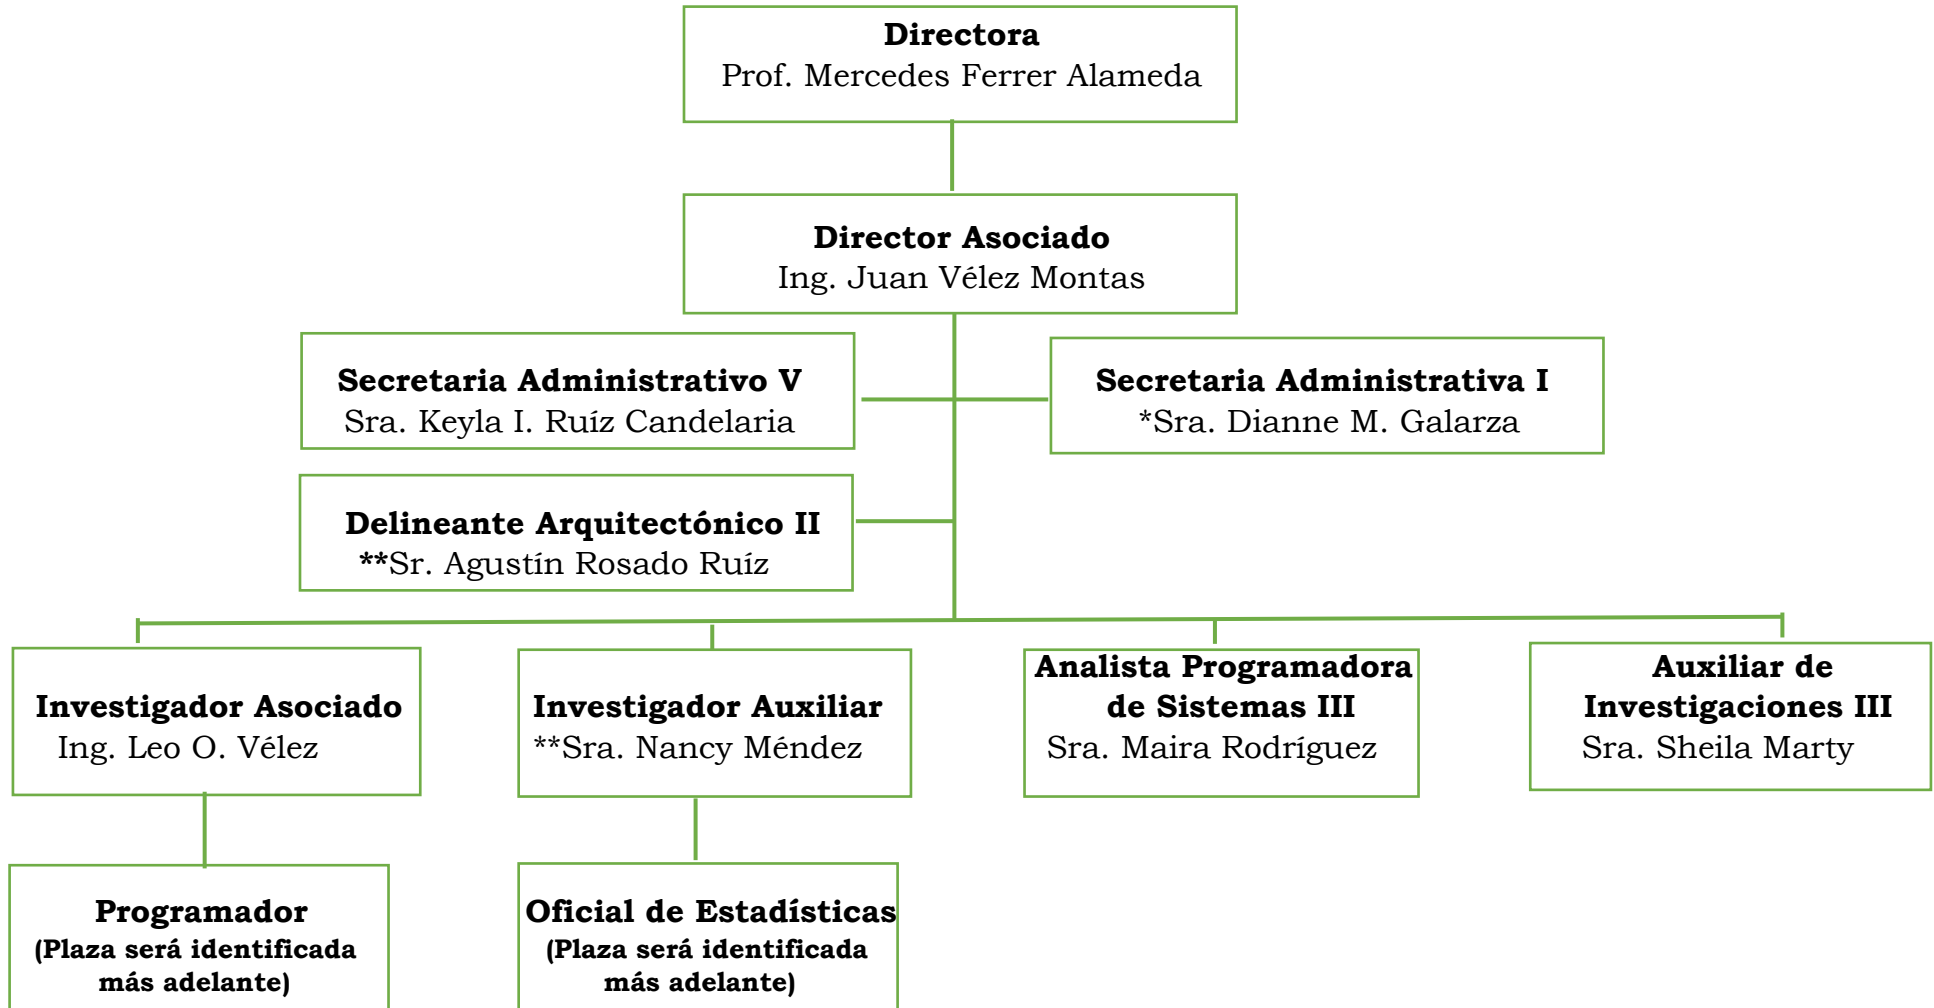 Directora
Prof. Mercedes Ferrer Alameda
Director Asociado
Ing. Juan Vélez Montas
Secretaria Administrativo V
Sra. Keyla I. Ruíz Candelaria
Secretaria Administrativa I
*Sra. Dianne M. Galarza
Delineante Arquitectónico II
**Sr. Agustín Rosado Ruíz
Investigador Asociado
Ing. Leo O. Vélez
Investigador Auxiliar
**Sra. Nancy Méndez
Analista Programadora
de Sistemas III
Sra. Maira Rodríguez
Auxiliar de
Investigaciones III
Sra. Sheila Marty
Programador
(Plaza será identificada
más adelante)
Oficial de Estadísticas
(Plaza será identificada
más adelante)